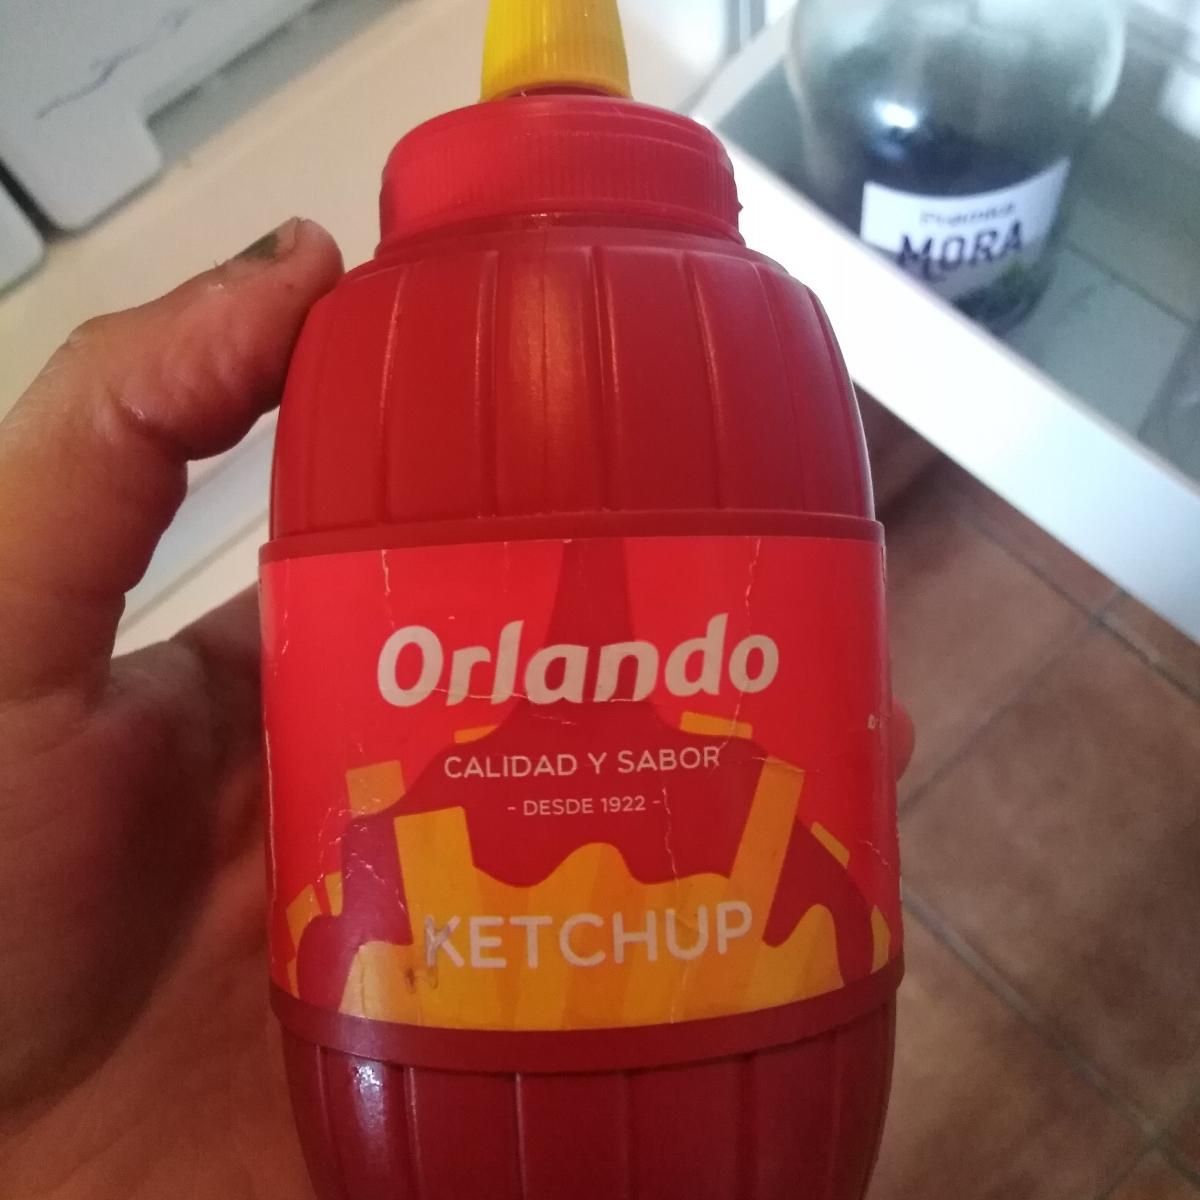 MORA
Orlando
CALIDAD Y SABOR
- DESDE 1922 -
KETCHUP